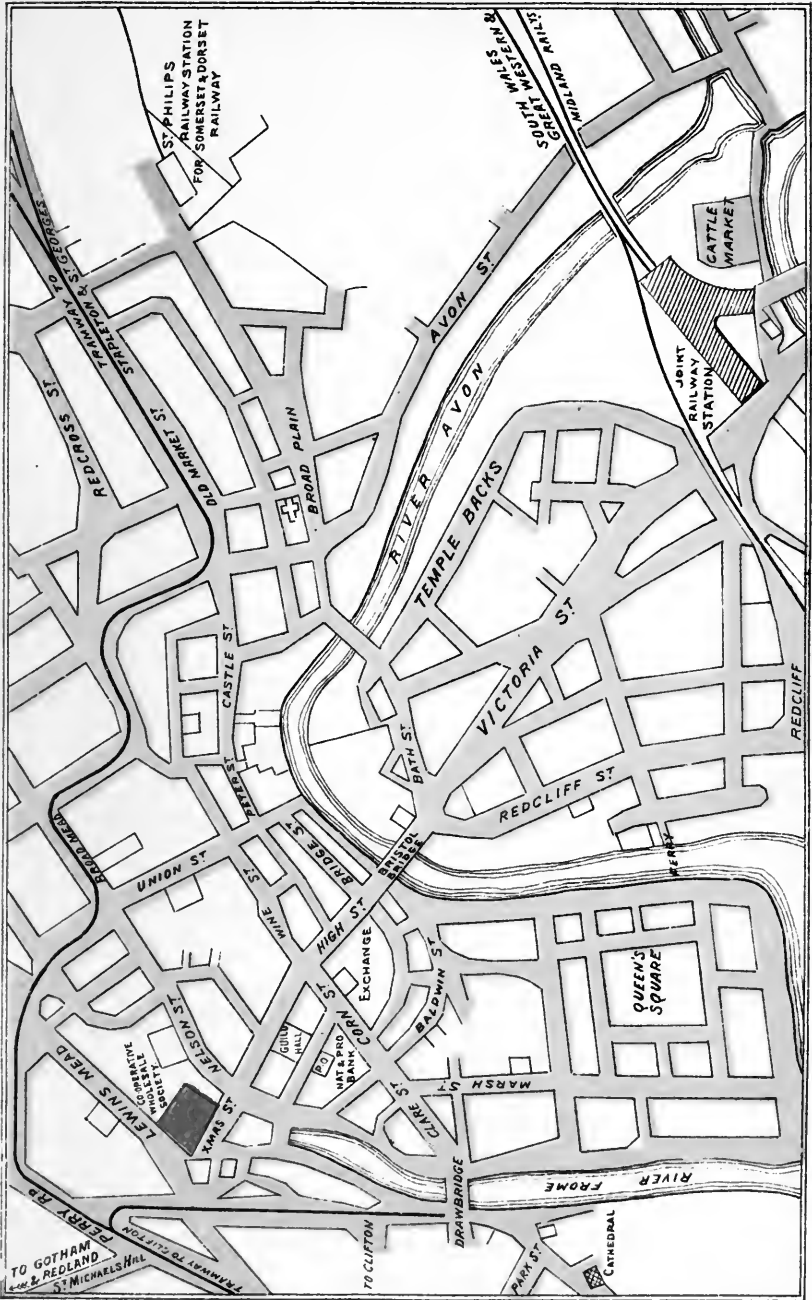 ST PHILIPS
RAILWAY STATION
FOR SOMERSET & DORSET
RAILWAY
SOUTH WALES &
GREAT WESTERN &
MIDLAND RAILYS
TRAMWAY TO
STAPLETON & ST GEORGES
CATTLE
MARKET
AVON ST
REDCROSS ST
JOINT
RAILWAY
STATION
OLD MARKET ST
BROAD PLAIN
RIVER AVON
TEMPLE BACKS
CASTLE ST
VICTORIA ST
PETER ST
BATH ST
REDCLIFF
REDCLIFF ST
BROAD MEAD
UNION ST
BRIDGE ST
BRISTOL
BRIDGE
FERRY
WINE ST
HIGH ST
EXCHANGE
QUEEN'S
SQUARE
NELSON ST
CORN ST
BALDWIN ST
GUILD
HALL
P.O
NAT & PRO
BANK
LEWINS MEAD
CO-OPERATIVE
WHOLESALE
SOCIETY
XMAS ST
CLARE ST
MARSH ST
RIVER FROME
DRAWBRIDGE
PERRY RD
TRAMWAY TO CLIFTON
TO CLIFTON
TO GOTHAM
& REDLAND
ST MICHAELS HILL
PARK ST
CATHEDRAL